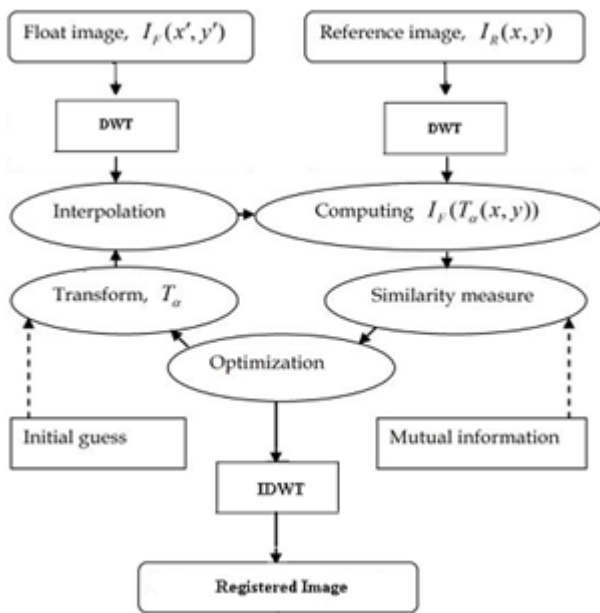 Float image, I_F(x′, y′)
Reference image, I_R(x, y)
DWT
DWT
Interpolation
Computing I_F(T_α(x, y))
Transform, T_α
Similarity measure
Optimization
Initial guess
Mutual information
IDWT
Registered Image